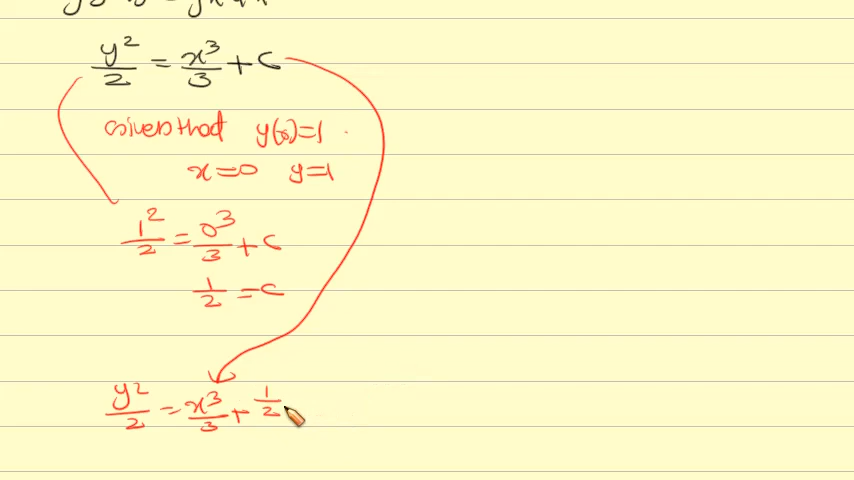 y²/2 = x³/3 + C
given that y(0)=1
x=0 y=1
1²/2 = 0³/3 + C
1/2 = C
y²/2 = x³/3 + 1/2